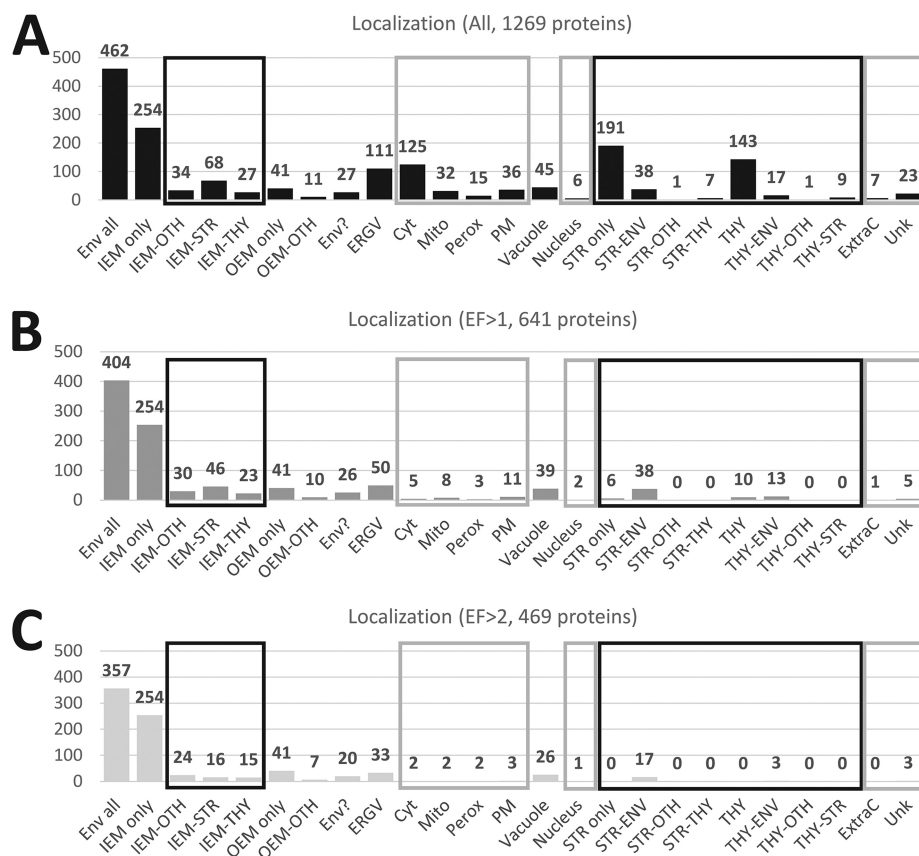 A
Localization (All, 1269 proteins)
500
400
300
200
100
0
462
254
34
68
27
41
11
27
111
125
32
15
36
45
6
191
38
1
7
143
17
1
9
7
23
Env all
IEM only
IEM-OTH
IEM-STR
IEM-THY
OEM only
OEM-OTH
Env?
ERGV
Cyt
Mito
Perox
PM
Vacuole
Nucleus
STR only
STR-ENV
STR-OTH
STR-THY
THY
THY-ENV
THY-OTH
THY-STR
ExtraC
Unk
B
Localization (EF>1, 641 proteins)
500
400
300
200
100
0
404
254
30
46
23
41
10
26
50
5
8
3
11
39
2
6
38
0
0
10
13
0
0
1
5
Env all
IEM only
IEM-OTH
IEM-STR
IEM-THY
OEM only
OEM-OTH
Env?
ERGV
Cyt
Mito
Perox
PM
Vacuole
Nucleus
STR only
STR-ENV
STR-OTH
STR-THY
THY
THY-ENV
THY-OTH
THY-STR
ExtraC
Unk
C
Localization (EF>2, 469 proteins)
500
400
300
200
100
0
357
254
24
16
15
41
7
20
33
2
2
2
3
26
1
0
17
0
0
0
3
0
0
0
3
Env all
IEM only
IEM-OTH
IEM-STR
IEM-THY
OEM only
OEM-OTH
Env?
ERGV
Cyt
Mito
Perox
PM
Vacuole
Nucleus
STR only
STR-ENV
STR-OTH
STR-THY
THY
THY-ENV
THY-OTH
THY-STR
ExtraC
Unk